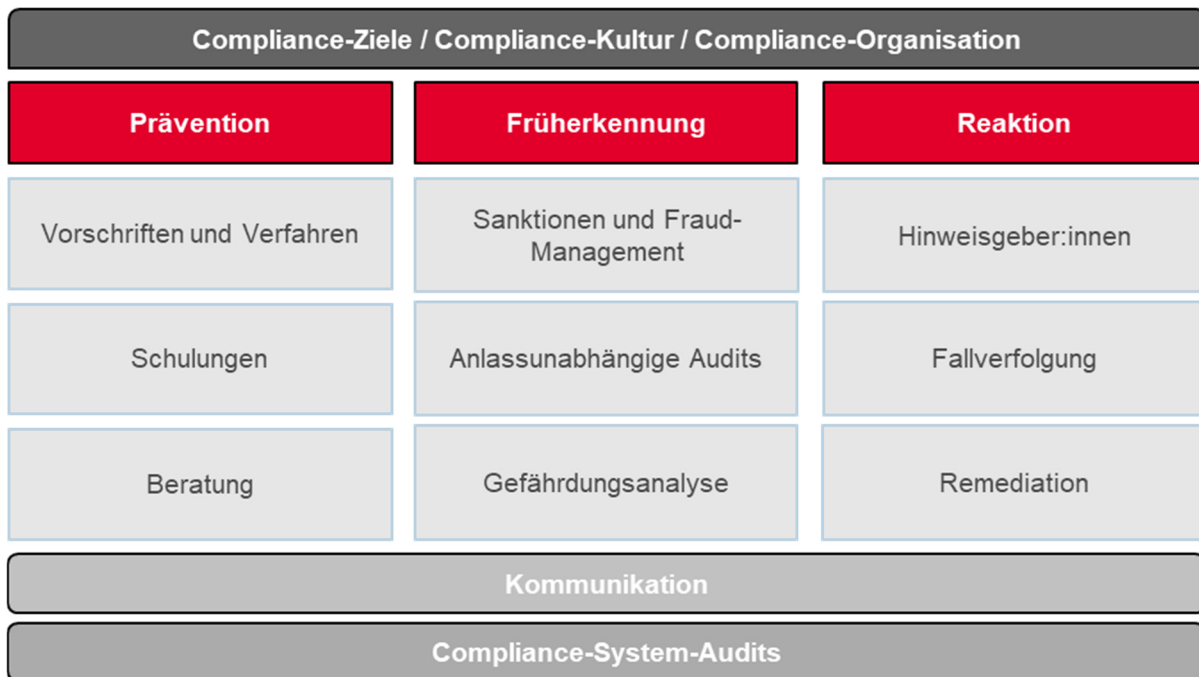 Compliance-Ziele / Compliance-Kultur / Compliance-Organisation
Prävention
Früherkennung
Reaktion
Vorschriften und Verfahren
Sanktionen und Fraud-
Management
Hinweisgeber:innen
Schulungen
Anlassunabhängige Audits
Fallverfolgung
Beratung
Gefährdungsanalyse
Remediation
Kommunikation
Compliance-System-Audits